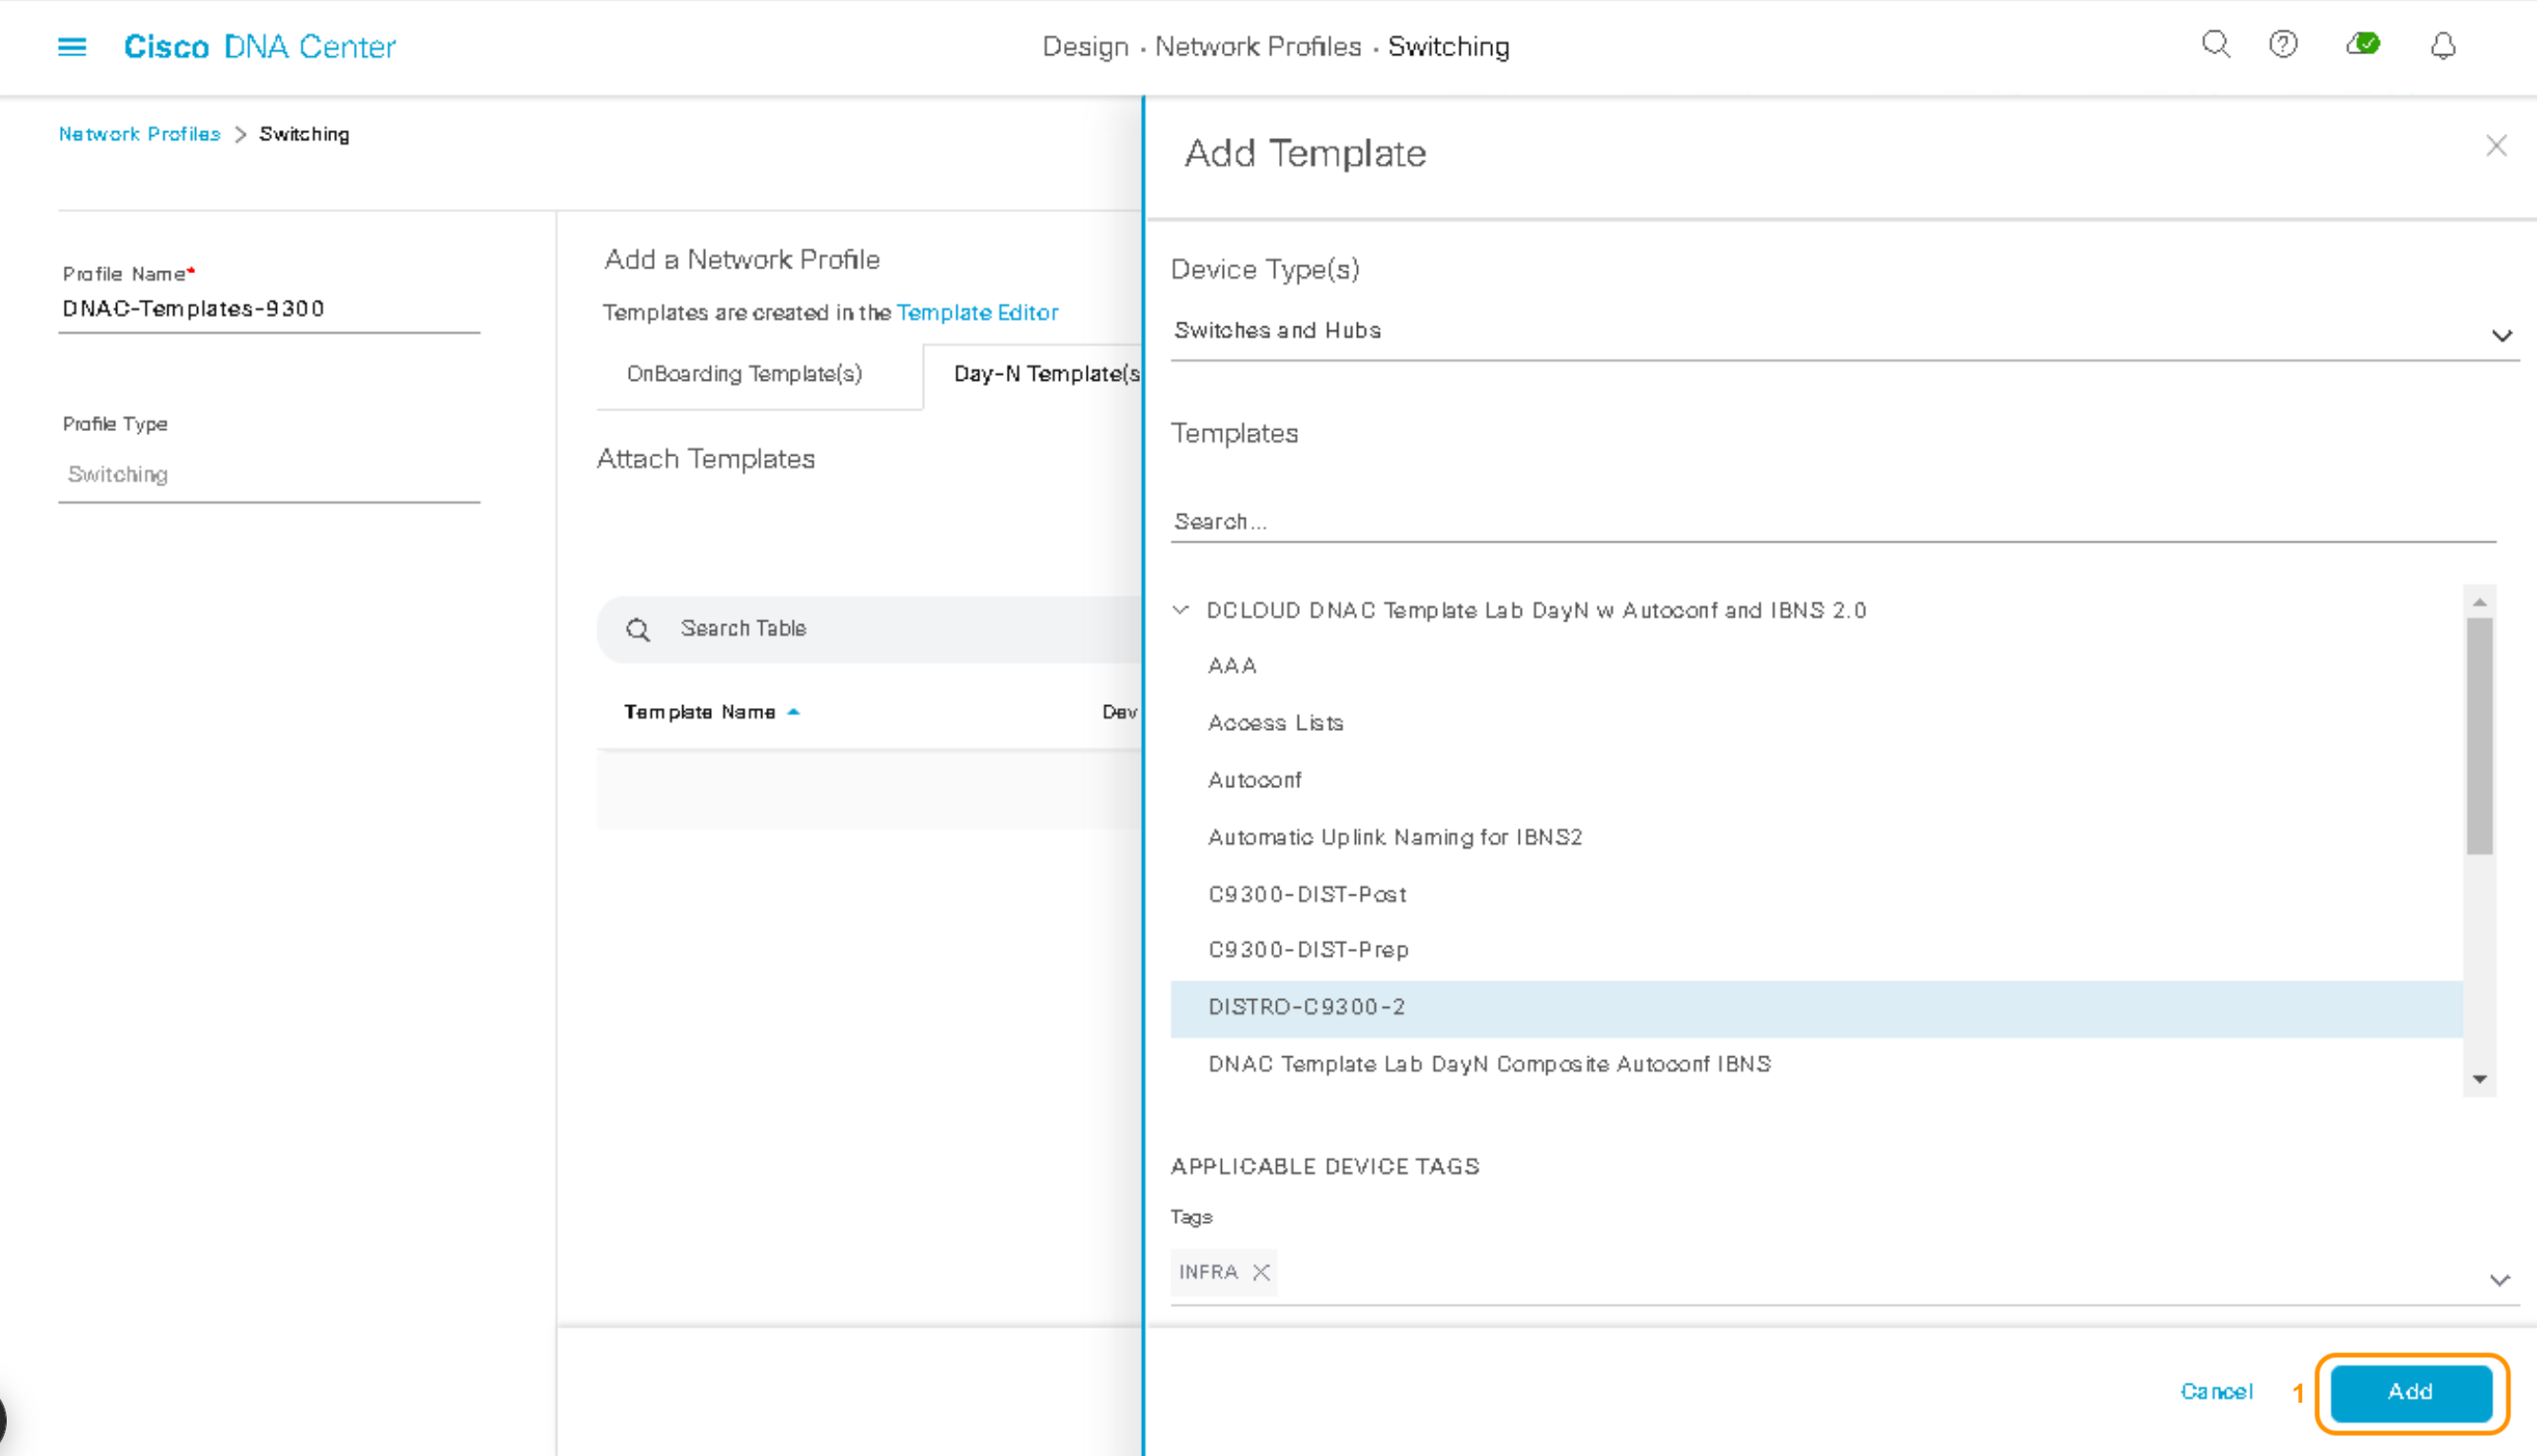 Cisco DNA Center
Design · Network Profiles · Switching
Network Profiles > Switching
Profile Name*
DNAC-Templates-9300
Profile Type
Switching
Add a Network Profile
Templates are created in the Template Editor
OnBoarding Template(s)
Day-N Template(s
Attach Templates
Search Table
Template Name
Dev
Add Template
Device Type(s)
Switches and Hubs
Templates
Search...
DCLOUD DNAC Template Lab DayN w Autoconf and IBNS 2.0
AAA
Access Lists
Autoconf
Automatic Uplink Naming for IBNS2
C9300-DIST-Post
C9300-DIST-Prep
DISTRO-C9300-2
DNAC Template Lab DayN Composite Autoconf IBNS
APPLICABLE DEVICE TAGS
Tags
INFRA
Cancel
1
Add